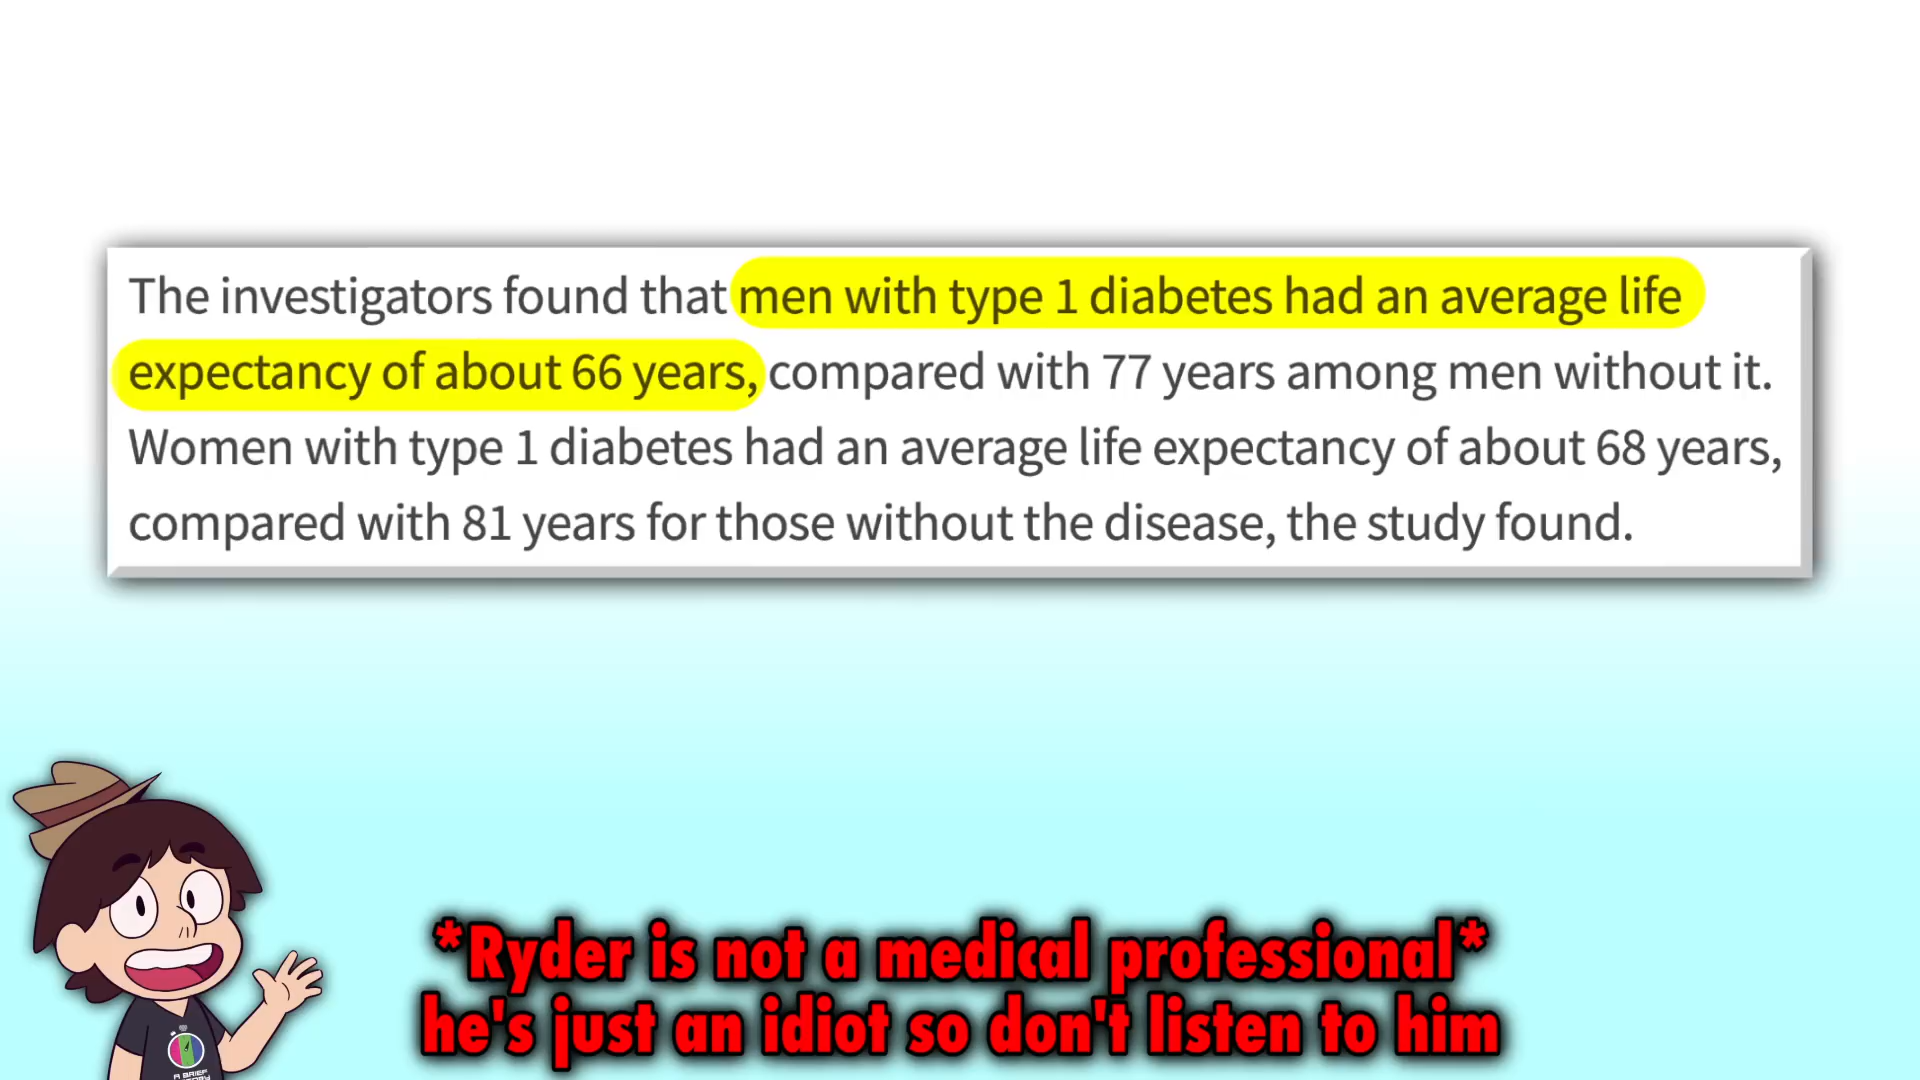 The investigators found that men with type 1 diabetes had an average life
expectancy of about 66 years, compared with 77 years among men without it.
Women with type 1 diabetes had an average life expectancy of about 68 years,
compared with 81 years for those without the disease, the study found.
*Ryder is not a medical professional*
he's just an idiot so don't listen to him
A BRIEF